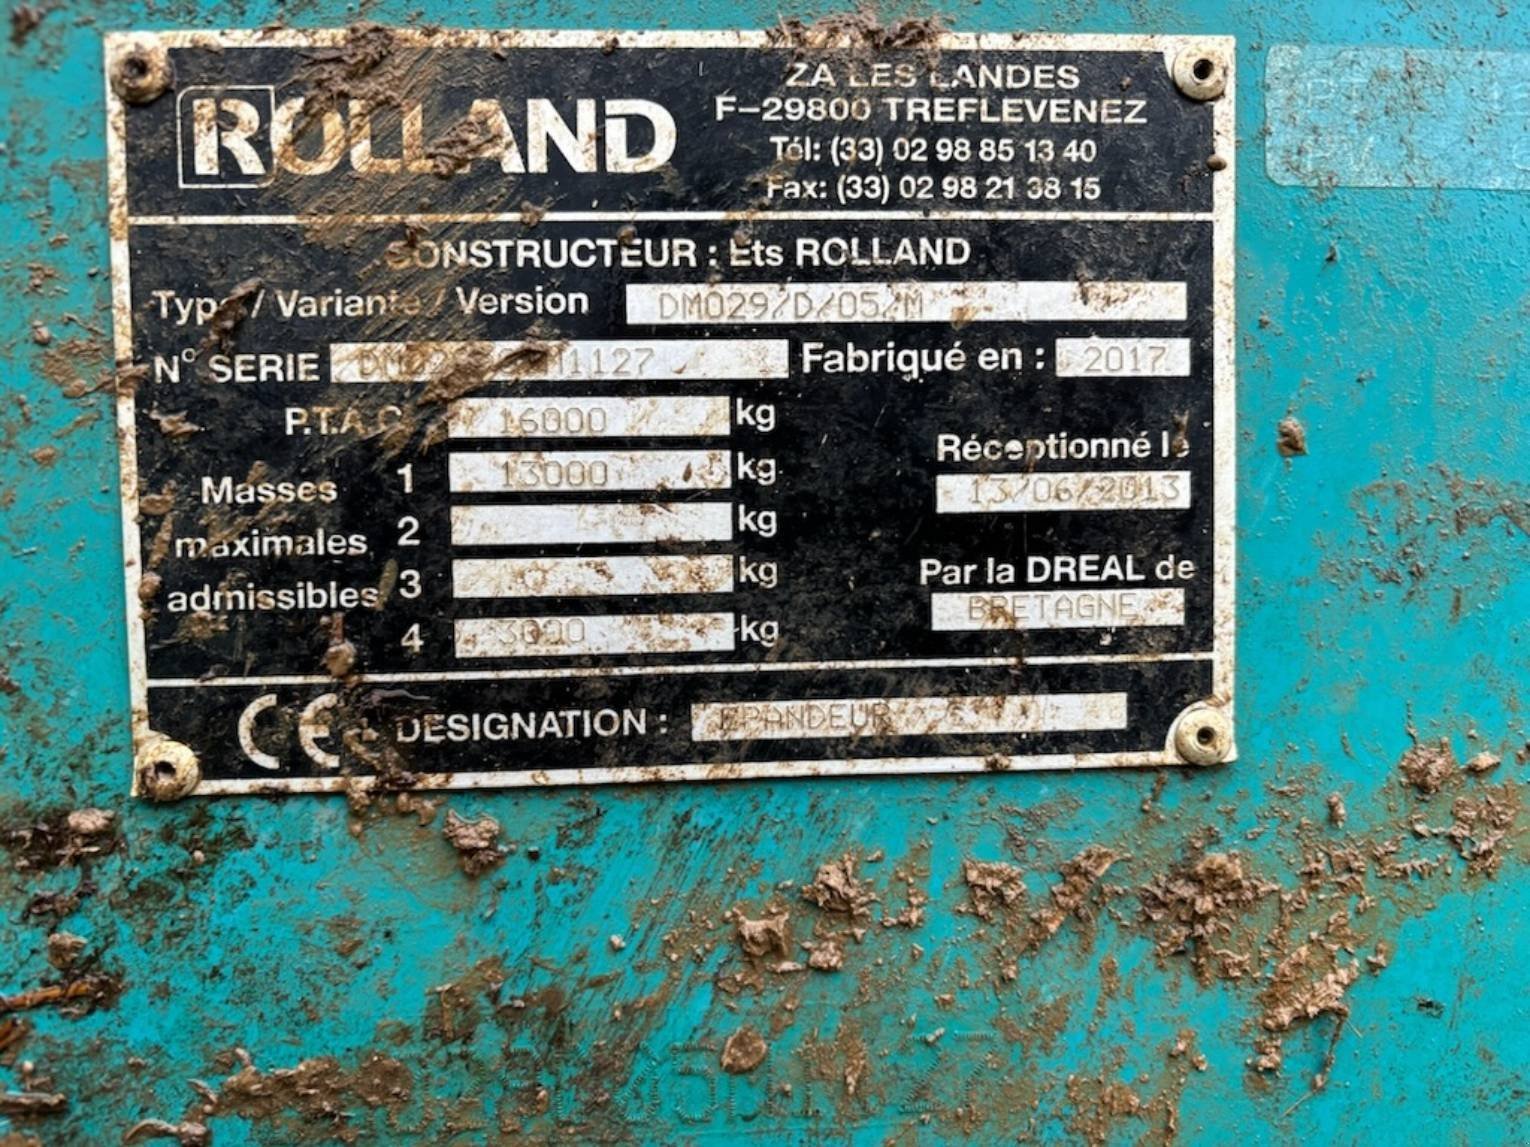 ROLLAND
ZA LES LANDES
F-29800 TREFLEVENEZ
Tél: (33) 02 98 85 13 40
Fax: (33) 02 98 21 38 15
CONSTRUCTEUR : Ets ROLLAND
Type / Variante / Version DM029/D/05/M
N° SERIE Fabriqué en : 2017
P.T.A.C 16000 kg
Masses maximales admissibles
1 13000 kg
2 kg
3 kg
4 3000 kg
Réceptionné le
13/06/2013
Par la DREAL de
BRETAGNE
CE DESIGNATION : EPANDEUR